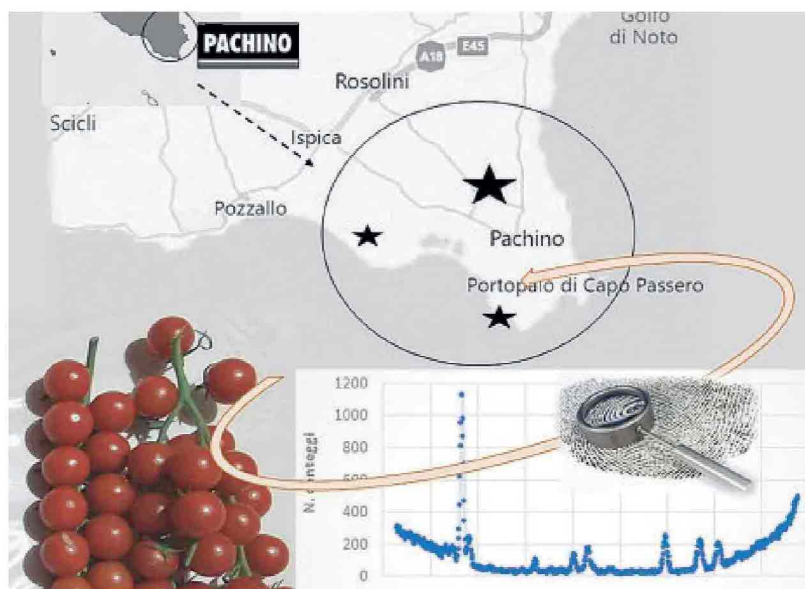 Golfo
di Noto
PACHINO
A18
E45
Rosolini
Scicli
Ispica
Pozzallo
Pachino
Portopalo di Capo Passero
1200
1000
800
600
400
200
0
N. conteggi